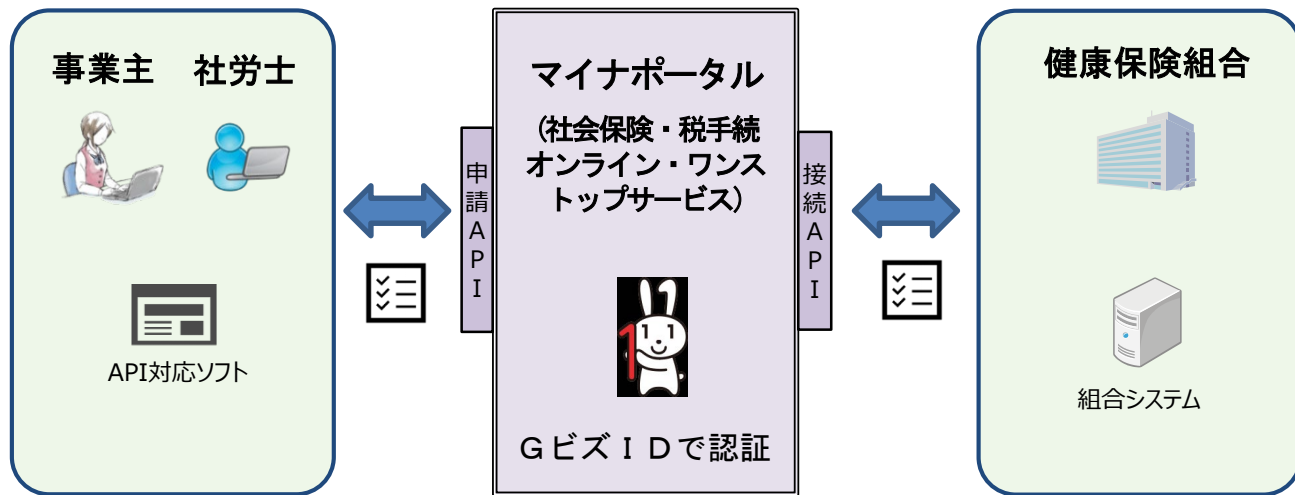 事業主 社労士
API対応ソフト
申請API
マイナポータル
(社会保険・税手続
オンライン・ワンス
トップサービス)
1
GビズIDで認証
接続API
健康保険組合
組合システム